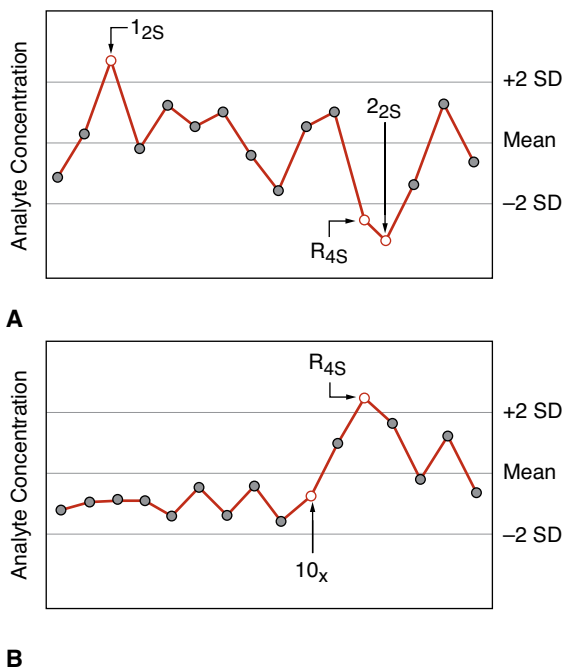 1₂S
+2 SD
Analyte Concentration
2₂S
Mean
–2 SD
R₄S
A
R₄S
+2 SD
Analyte Concentration
Mean
–2 SD
10ₓ
B